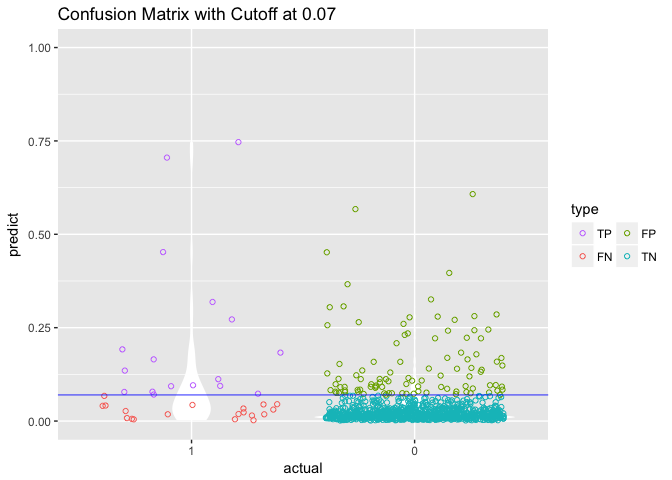 Confusion Matrix with Cutoff at 0.07
1.00
0.75
0.50
0.25
0.00
predict
1
0
actual
type
TP
FP
FN
TN